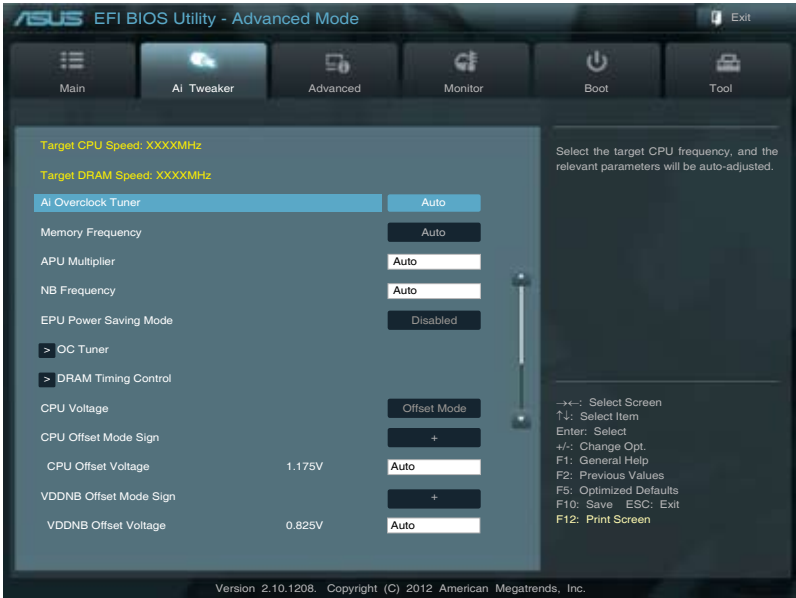 ASUS EFI BIOS Utility - Advanced Mode
Exit
Main
Ai Tweaker
Advanced
Monitor
Boot
Tool
Target CPU Speed: XXXXMHz
Target DRAM Speed: XXXXMHz
Ai Overclock Tuner Auto
Memory Frequency Auto
APU Multiplier Auto
NB Frequency Auto
EPU Power Saving Mode Disabled
> OC Tuner
> DRAM Timing Control
CPU Voltage Offset Mode
CPU Offset Mode Sign +
CPU Offset Voltage 1.175V Auto
VDDNB Offset Mode Sign +
VDDNB Offset Voltage 0.825V Auto
Select the target CPU frequency, and the
relevant parameters will be auto-adjusted.
→←: Select Screen
↑↓: Select Item
Enter: Select
+/-: Change Opt.
F1: General Help
F2: Previous Values
F5: Optimized Defaults
F10: Save ESC: Exit
F12: Print Screen
Version 2.10.1208. Copyright (C) 2012 American Megatrends, Inc.